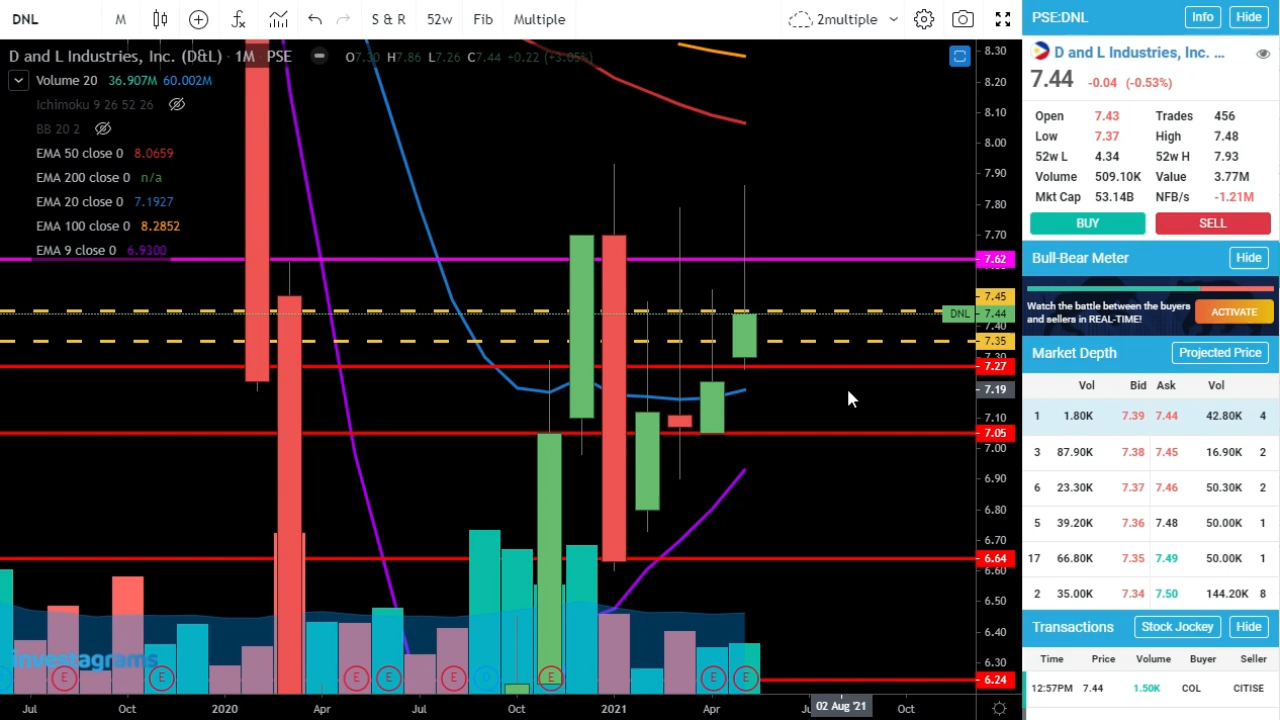 DNL M S & R 52w Fib Multiple 2multiple
D and L Industries, Inc. (D&L) · 1M PSE O7.30 H7.86 L7.26 C7.44 +0.22 (+3.05%)
Volume 20 36.907M 60.002M
Ichimoku 9 26 52 26
BB 20 2
EMA 50 close 0 8.0659
EMA 200 close 0 n/a
EMA 20 close 0 7.1927
EMA 100 close 0 8.2852
EMA 9 close 0 6.9300
8.30
8.20
8.10
8.00
7.90
7.80
7.70
7.62
7.45
DNL 7.44
7.40
7.35
7.30
7.27
7.19
7.10
7.05
7.00
6.90
6.80
6.70
6.64
6.60
6.50
6.40
6.30
6.24
investagrams
E E E E E E E E
Jul Oct 2020 Apr Jul Oct 2021 Apr 02 Aug '21 Oct
PSE:DNL Info Hide
D and L Industries, Inc. ...
7.44 -0.04 (-0.53%)
Open 7.43 Trades 456
Low 7.37 High 7.48
52w L 4.34 52w H 7.93
Volume 509.10K Value 3.77M
Mkt Cap 53.14B NFB/s -1.21M
BUY SELL
Bull-Bear Meter Hide
Watch the battle between the buyers
and sellers in REAL-TIME! ACTIVATE
Market Depth Projected Price
Vol Bid Ask Vol
1 1.80K 7.39 7.44 42.80K 4
3 87.90K 7.38 7.45 16.90K 2
6 23.30K 7.37 7.46 50.30K 2
5 39.20K 7.36 7.48 50.00K 1
17 66.80K 7.35 7.49 50.00K 1
2 35.00K 7.34 7.50 144.20K 8
Transactions Stock Jockey Hide
Time Price Volume Buyer Seller
12:57PM 7.44 1.50K COL CITISE